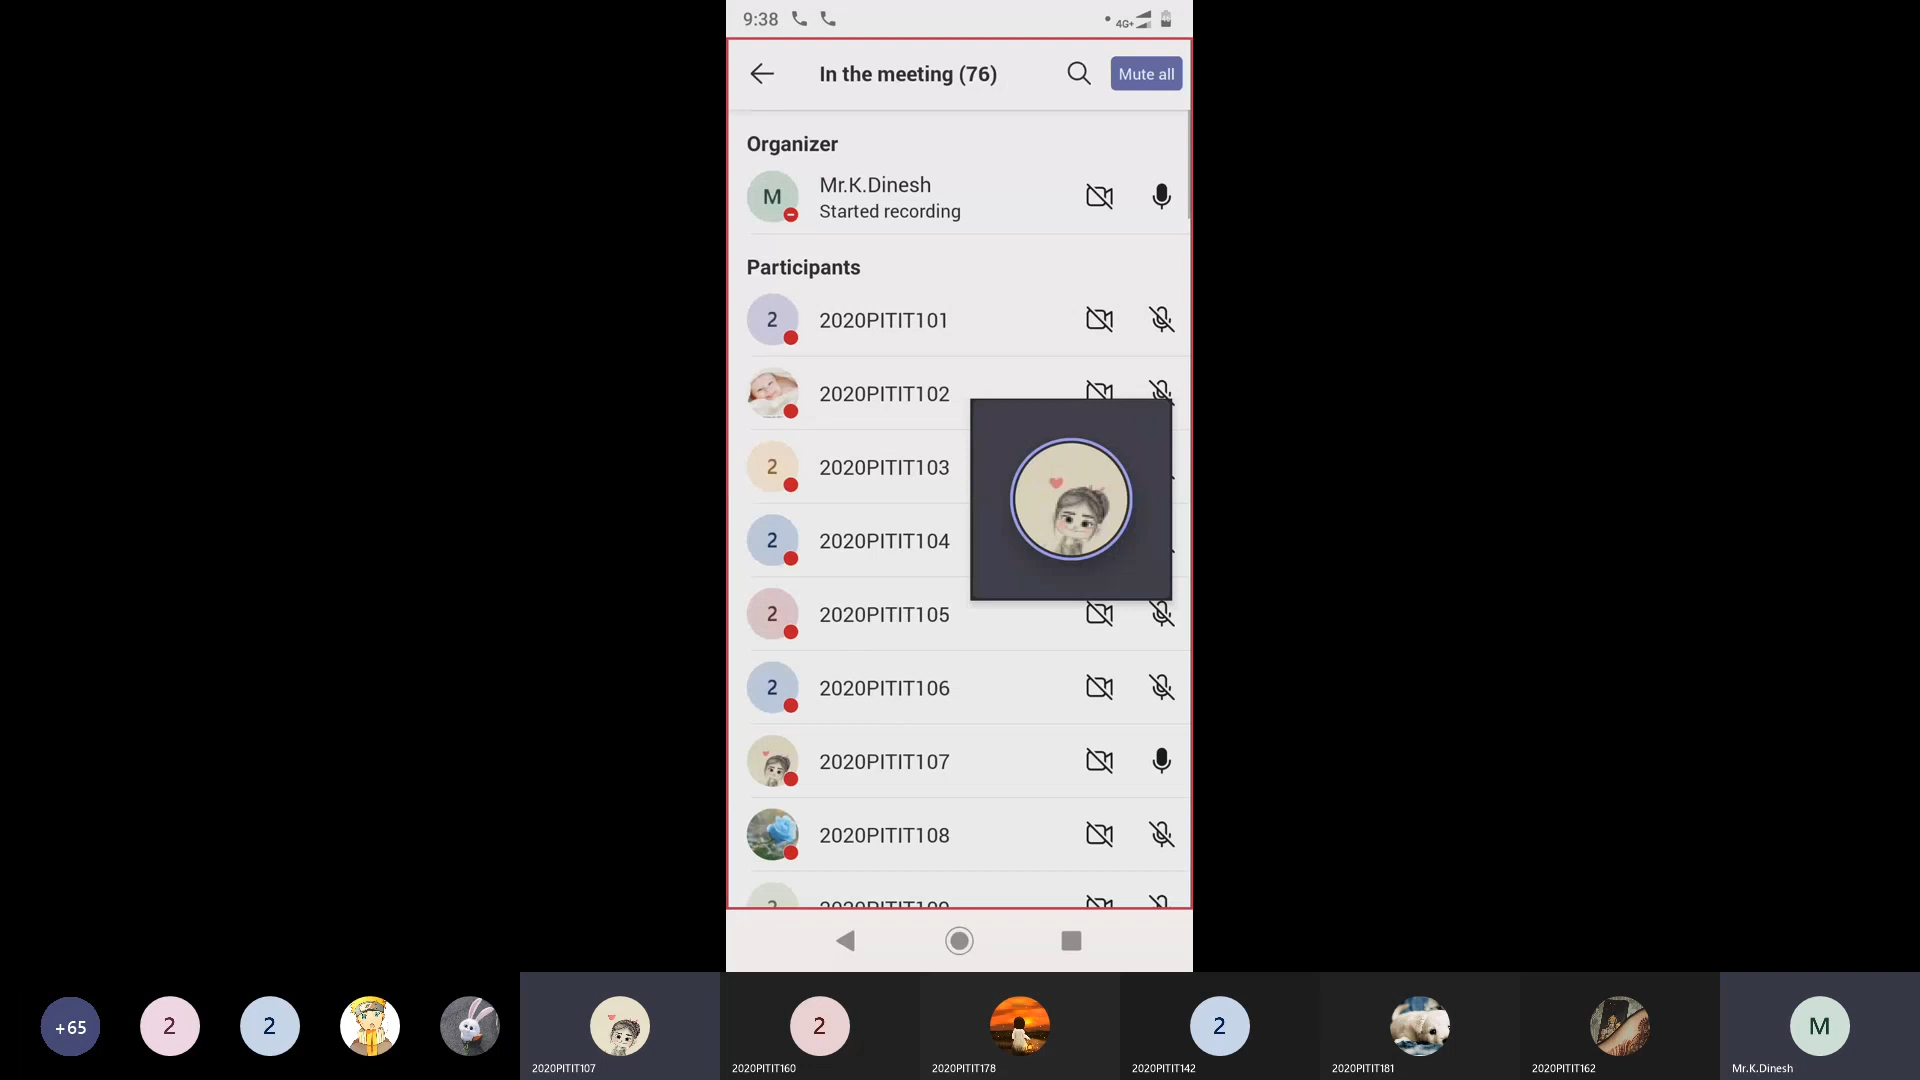 9:38
4G+
In the meeting (76)
Mute all
Organizer
M
Mr.K.Dinesh
Started recording
Participants
2
2020PITIT101
2020PITIT102
2
2020PITIT103
2
2020PITIT104
2
2020PITIT105
2
2020PITIT106
2020PITIT107
2020PITIT108
+65
2
2
2
2
M
2020PITIT107
2020PITIT160
2020PITIT178
2020PITIT142
2020PITIT181
2020PITIT162
Mr.K.Dinesh